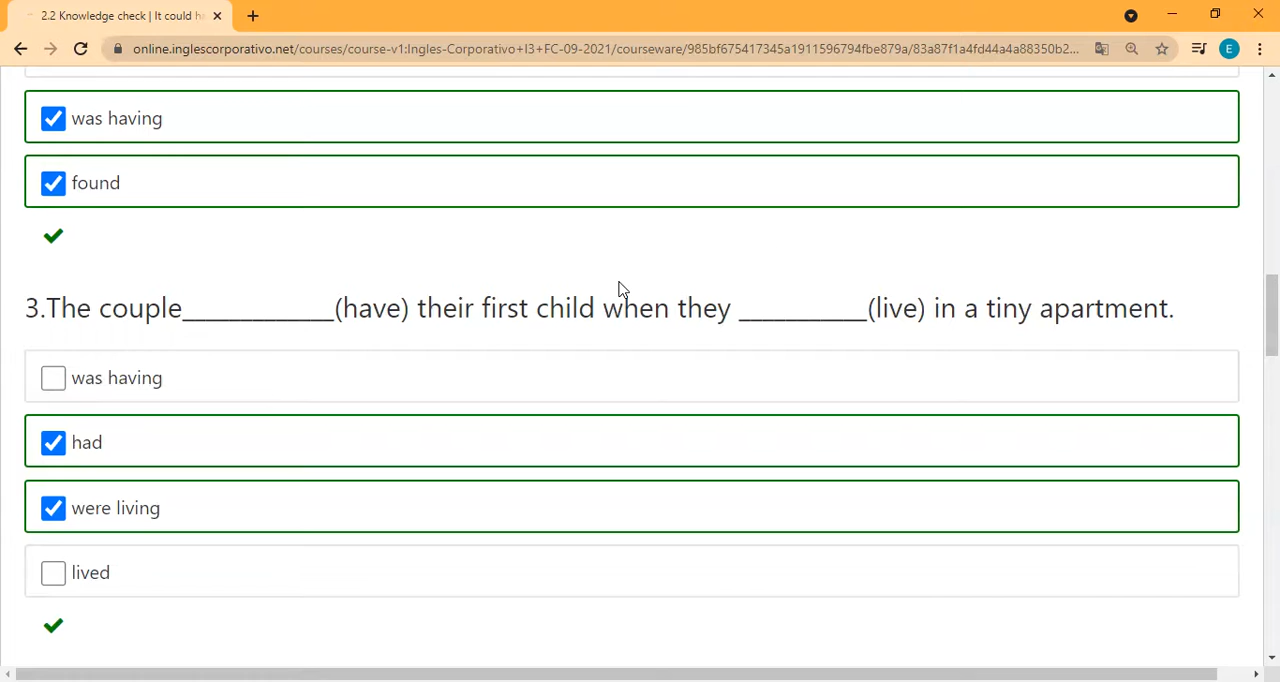 2.2 Knowledge check | It could h
online.inglescorporativo.net/courses/course-v1:Ingles-Corporativo+I3+FC-09-2021/courseware/985bf675417345a1911596794fbe879a/83a87f1a4fd44a4a88350b2...
E
was having
found
3.The couple_____________(have) their first child when they ___________(live) in a tiny apartment.
was having
had
were living
lived